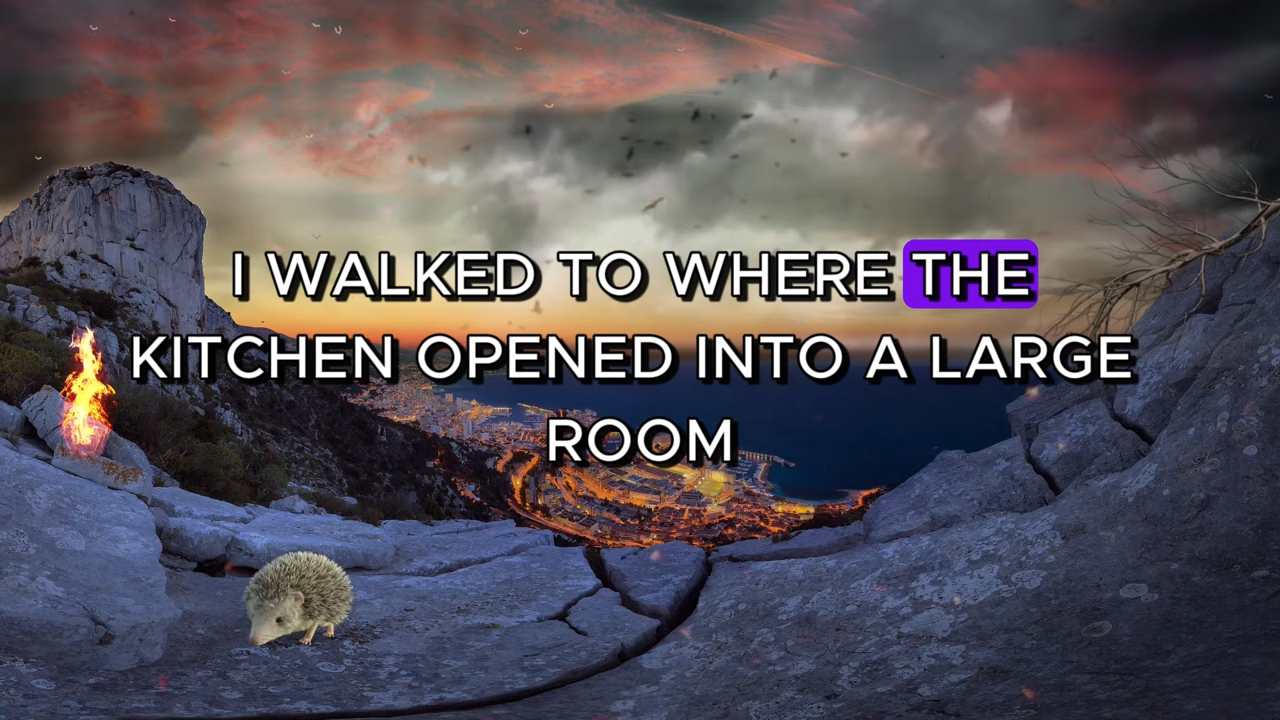 I WALKED TO WHERE THE
KITCHEN OPENED INTO A LARGE
ROOM